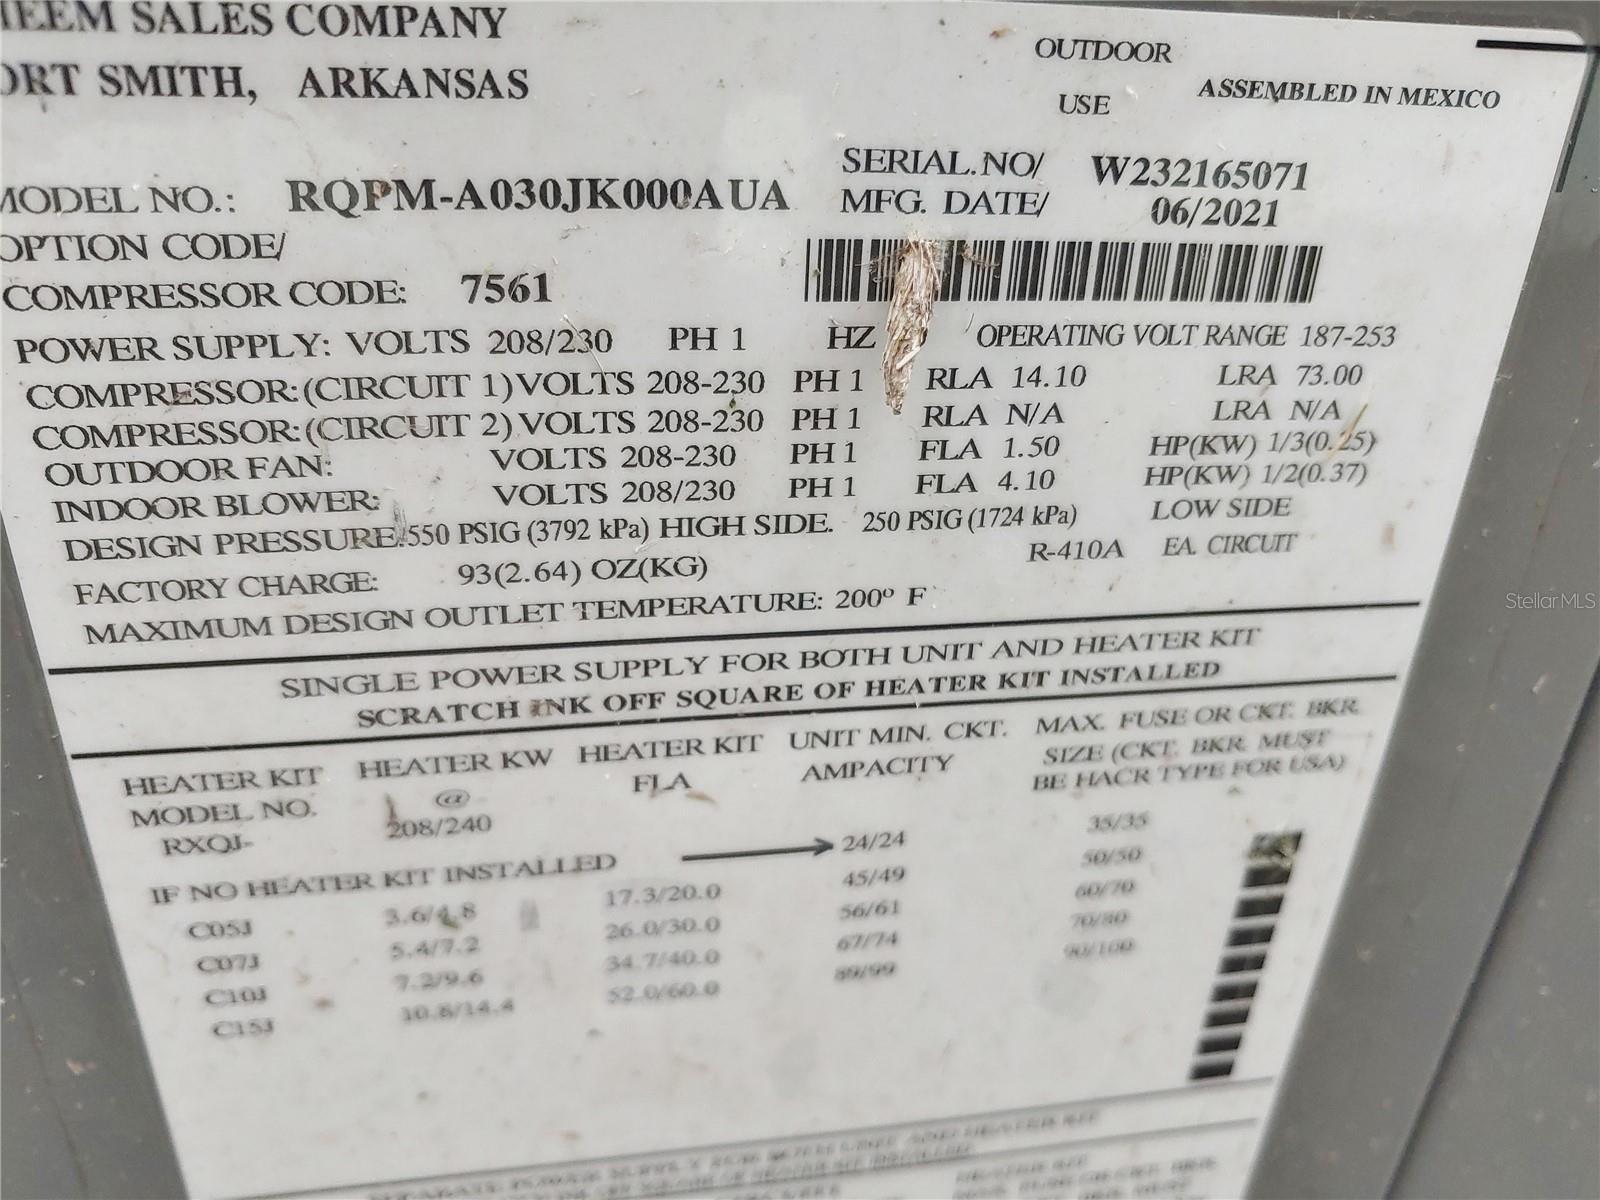 HEEM SALES COMPANY
ORT SMITH, ARKANSAS
OUTDOOR
USE
ASSEMBLED IN MEXICO
MODEL NO.: RQPM-A030JK000AUA
SERIAL.NO/ W232165071
MFG. DATE/ 06/2021
OPTION CODE/
COMPRESSOR CODE: 7561
POWER SUPPLY: VOLTS 208/230 PH 1 HZ OPERATING VOLT RANGE 187-253
COMPRESSOR:(CIRCUIT 1) VOLTS 208-230 PH 1 RLA 14.10 LRA 73.00
COMPRESSOR:(CIRCUIT 2) VOLTS 208-230 PH 1 RLA N/A LRA N/A
OUTDOOR FAN: VOLTS 208-230 PH 1 FLA 1.50 HP(KW) 1/3(0.25)
INDOOR BLOWER: VOLTS 208/230 PH 1 FLA 4.10 HP(KW) 1/2(0.37)
DESIGN PRESSURE: 550 PSIG (3792 kPa) HIGH SIDE. 250 PSIG (1724 kPa) LOW SIDE
FACTORY CHARGE: 93(2.64) OZ(KG) R-410A EA. CIRCUIT
MAXIMUM DESIGN OUTLET TEMPERATURE: 200º F
SINGLE POWER SUPPLY FOR BOTH UNIT AND HEATER KIT
SCRATCH INK OFF SQUARE OF HEATER KIT INSTALLED
HEATER KIT HEATER KW HEATER KIT UNIT MIN. CKT. MAX. FUSE OR CKT. BKR
MODEL NO. @ FLA AMPACITY SIZE (CKT. BKR. MUST
RXQJ- 208/240 BE HACR TYPE FOR USA)
IF NO HEATER KIT INSTALLED 24/24 35/35
C05J 3.6/4.8 17.3/20.0 45/49 50/50
C07J 5.4/7.2 26.0/30.0 56/61 60/70
C10J 7.2/9.6 34.7/40.0 67/74 70/80
C15J 10.8/14.4 52.0/60.0 89/99 90/100
StellarMLS